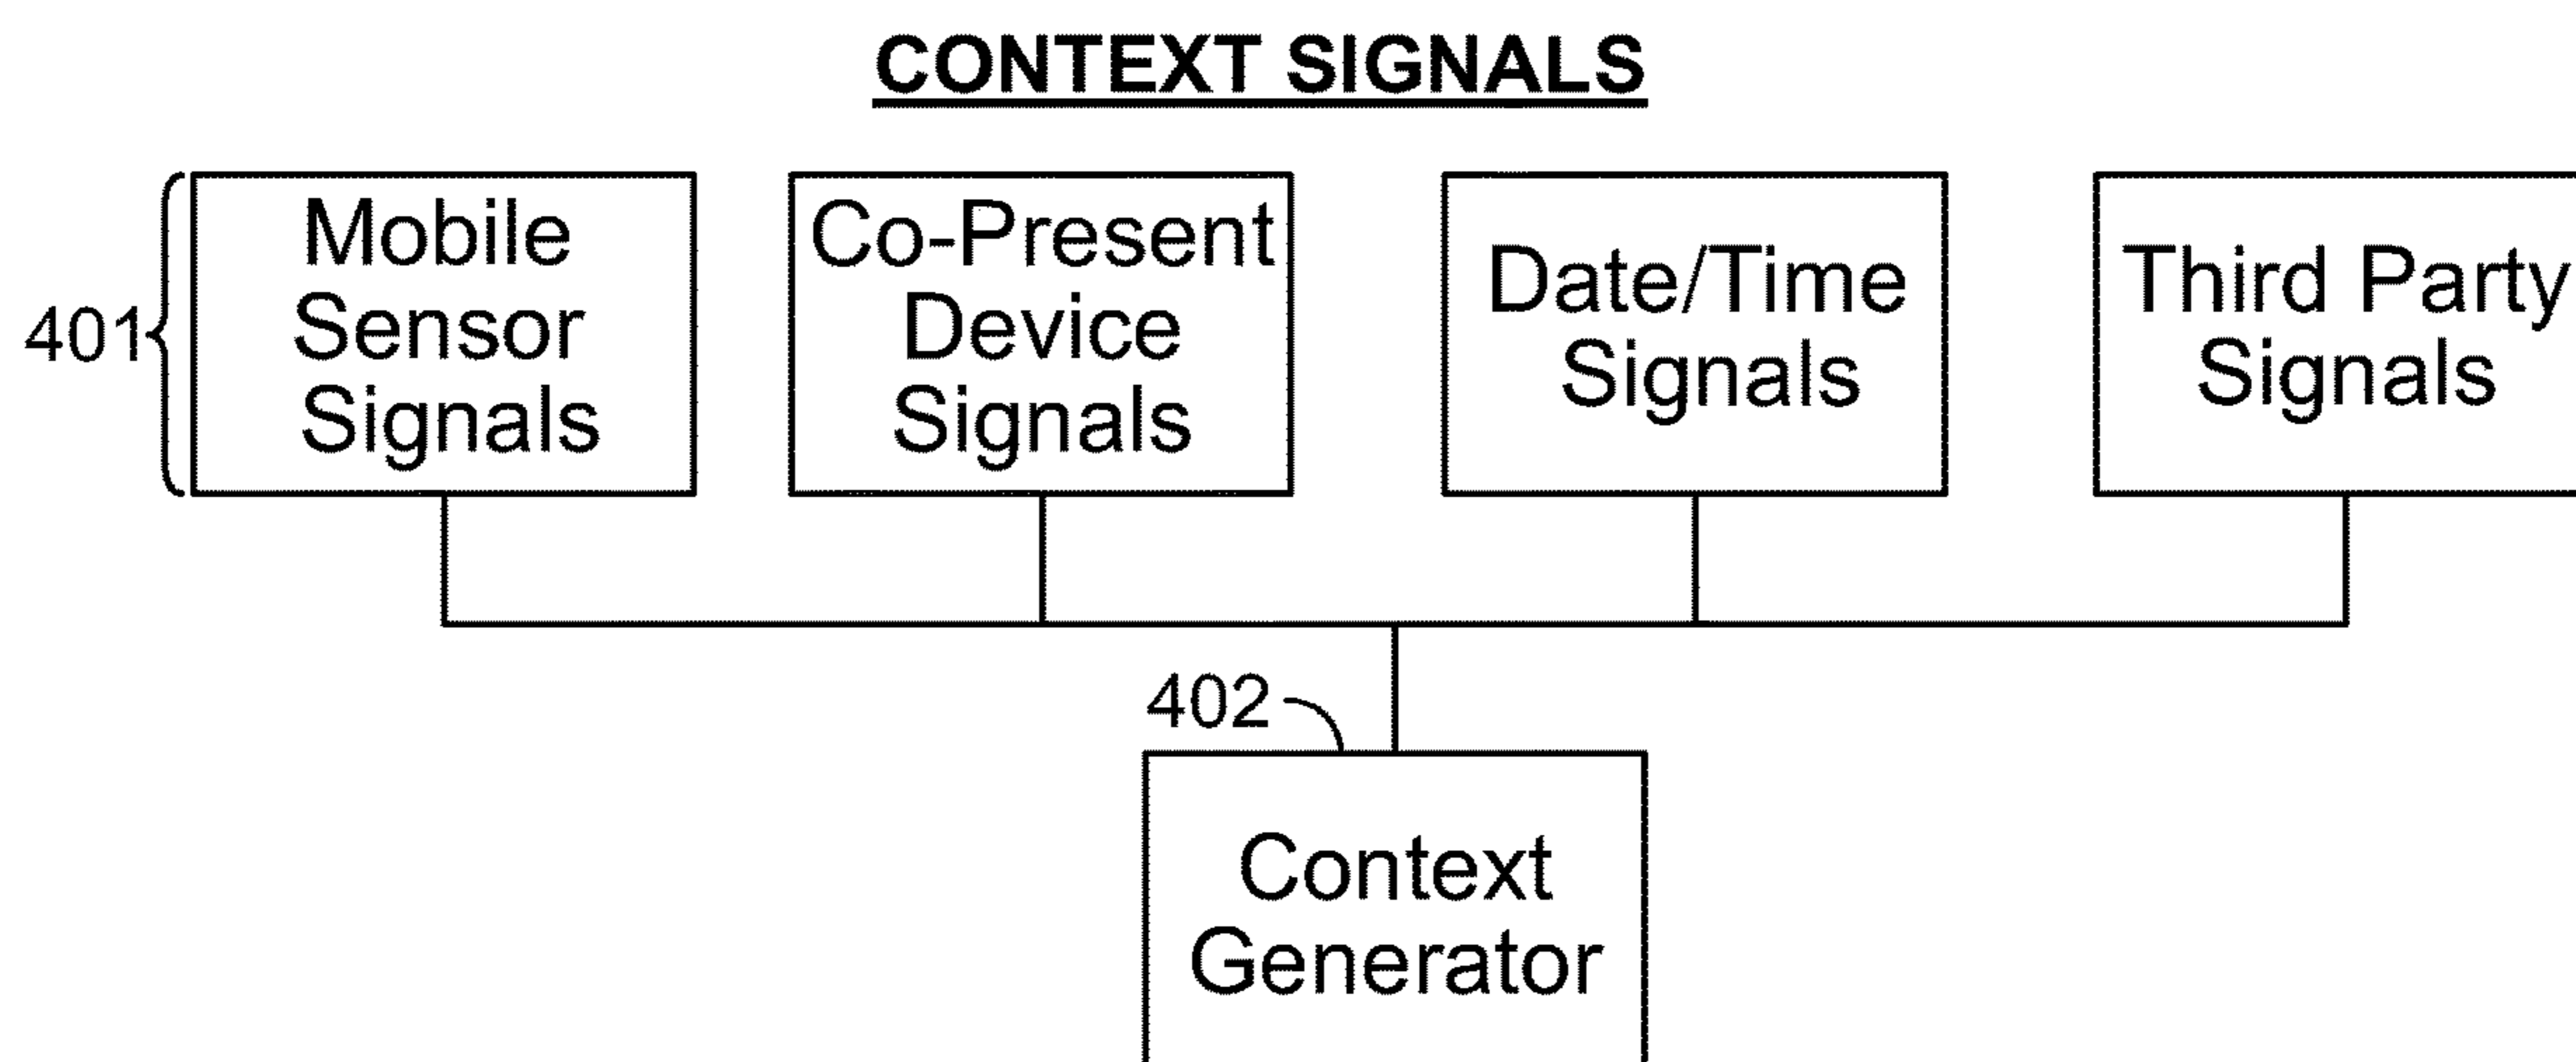 CONTEXT SIGNALS
401
Mobile
Sensor
Signals
Co-Present
Device
Signals
Date/Time
Signals
Third Party
Signals
402
Context
Generator